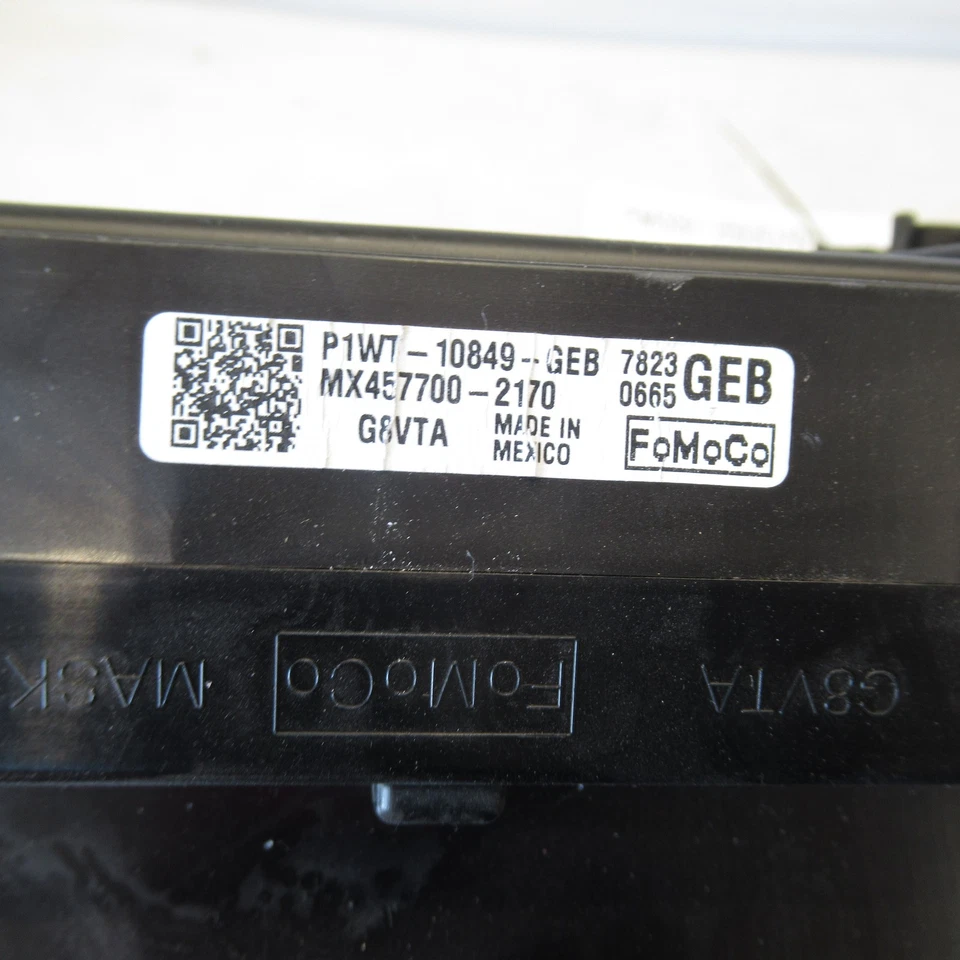 P1WT-10849-GEB 7823 GEB
MX457700-2170 0665
G8VTA MADE IN MEXICO FoMoCo
MASK FoMoCo G8VTA